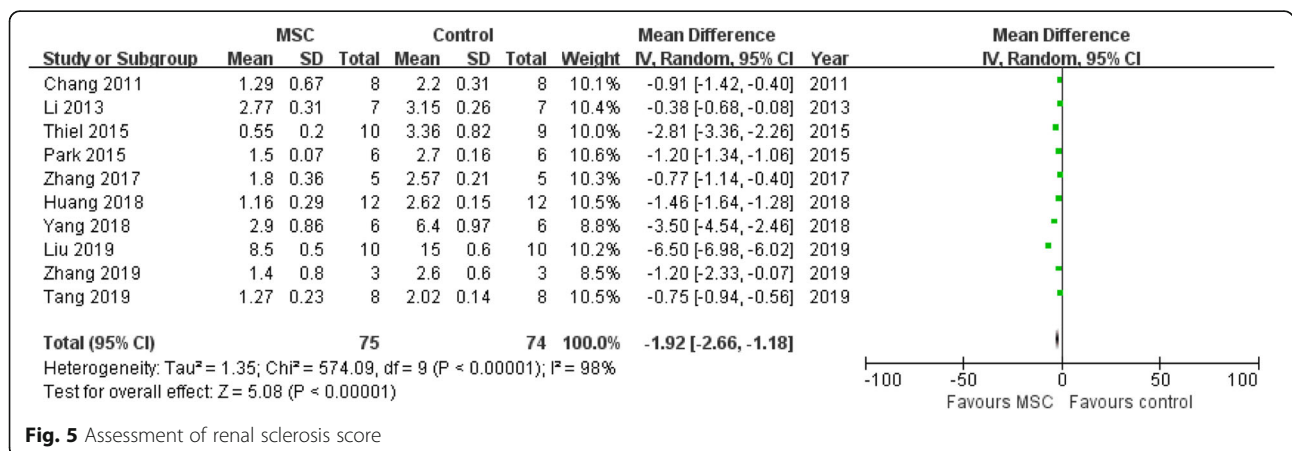 MSC Control Mean Difference Mean Difference
Study or Subgroup Mean SD Total Mean SD Total Weight IV, Random, 95% CI Year IV, Random, 95% CI
Chang 2011 1.29 0.67 8 2.2 0.31 8 10.1% -0.91 [-1.42, -0.40] 2011
Li 2013 2.77 0.31 7 3.15 0.26 7 10.4% -0.38 [-0.68, -0.08] 2013
Thiel 2015 0.55 0.2 10 3.36 0.82 9 10.0% -2.81 [-3.36, -2.26] 2015
Park 2015 1.5 0.07 6 2.7 0.16 6 10.6% -1.20 [-1.34, -1.06] 2015
Zhang 2017 1.8 0.36 5 2.57 0.21 5 10.3% -0.77 [-1.14, -0.40] 2017
Huang 2018 1.16 0.29 12 2.62 0.15 12 10.5% -1.46 [-1.64, -1.28] 2018
Yang 2018 2.9 0.86 6 6.4 0.97 6 8.8% -3.50 [-4.54, -2.46] 2018
Liu 2019 8.5 0.5 10 15 0.6 10 10.2% -6.50 [-6.98, -6.02] 2019
Zhang 2019 1.4 0.8 3 2.6 0.6 3 8.5% -1.20 [-2.33, -0.07] 2019
Tang 2019 1.27 0.23 8 2.02 0.14 8 10.5% -0.75 [-0.94, -0.56] 2019
Total (95% CI) 75 74 100.0% -1.92 [-2.66, -1.18]
Heterogeneity: Tau² = 1.35; Chi² = 574.09, df = 9 (P < 0.00001); I² = 98%
Test for overall effect: Z = 5.08 (P < 0.00001)
-100 -50 0 50 100
Favours MSC Favours control
Fig. 5 Assessment of renal sclerosis score